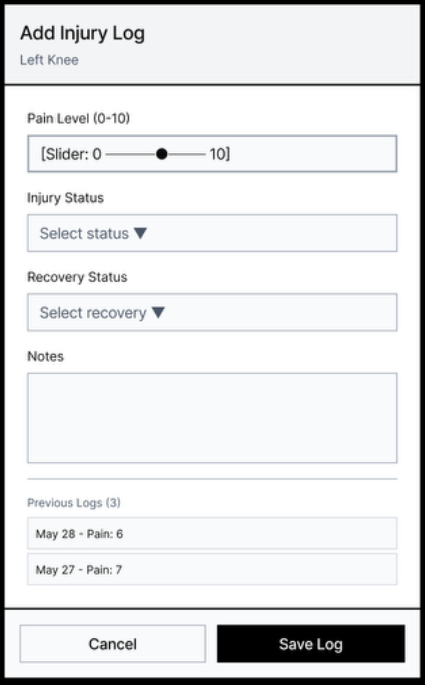 Add Injury Log
Left Knee
Pain Level (0-10)
[Slider: 0 ———●—— 10]
Injury Status
Select status ▼
Recovery Status
Select recovery ▼
Notes
Previous Logs (3)
May 28 - Pain: 6
May 27 - Pain: 7
Cancel
Save Log